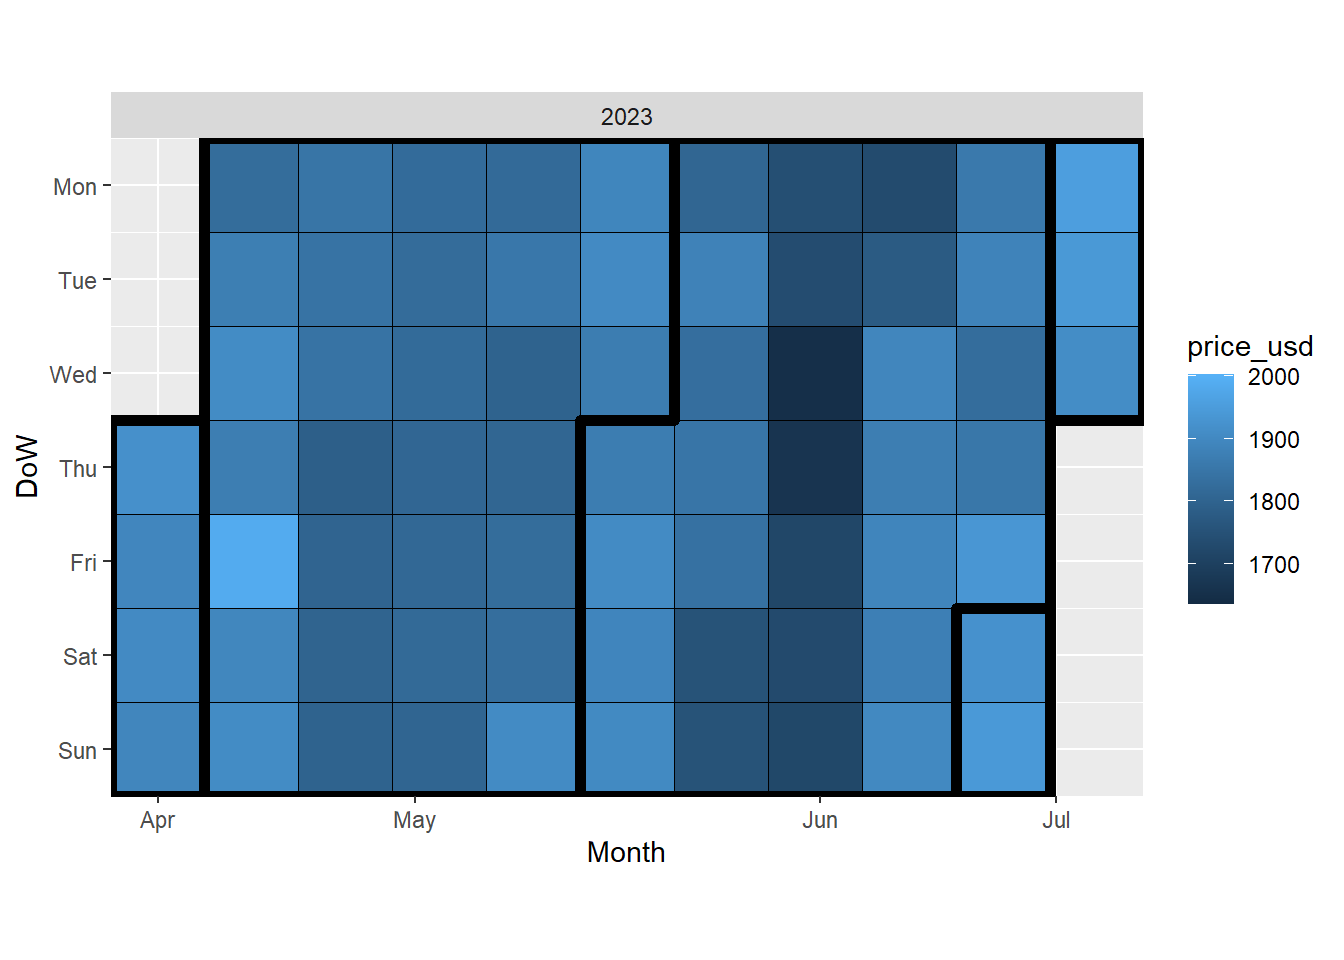 2023
Mon
Tue
Wed
Thu
Fri
Sat
Sun
DoW
Apr May Jun Jul
Month
price_usd
2000
1900
1800
1700